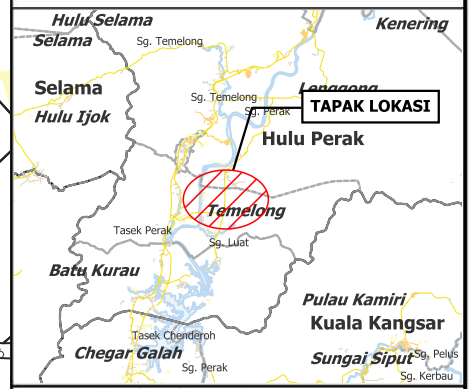 Hulu Selama
Kenering
Selama
Sg. Temelong
Selama
Lenggong
Sg. Temelong
TAPAK LOKASI
Hulu Ijok
Sg. Perak
Hulu Perak
Temelong
Tasek Perak
Sg. Luat
Batu Kurau
Pulau Kamiri
Kuala Kangsar
Tasek Chenderoh
Chegar Galah
Sungai Siput
Sg. Pelus
Sg. Perak
Sg. Kerbau